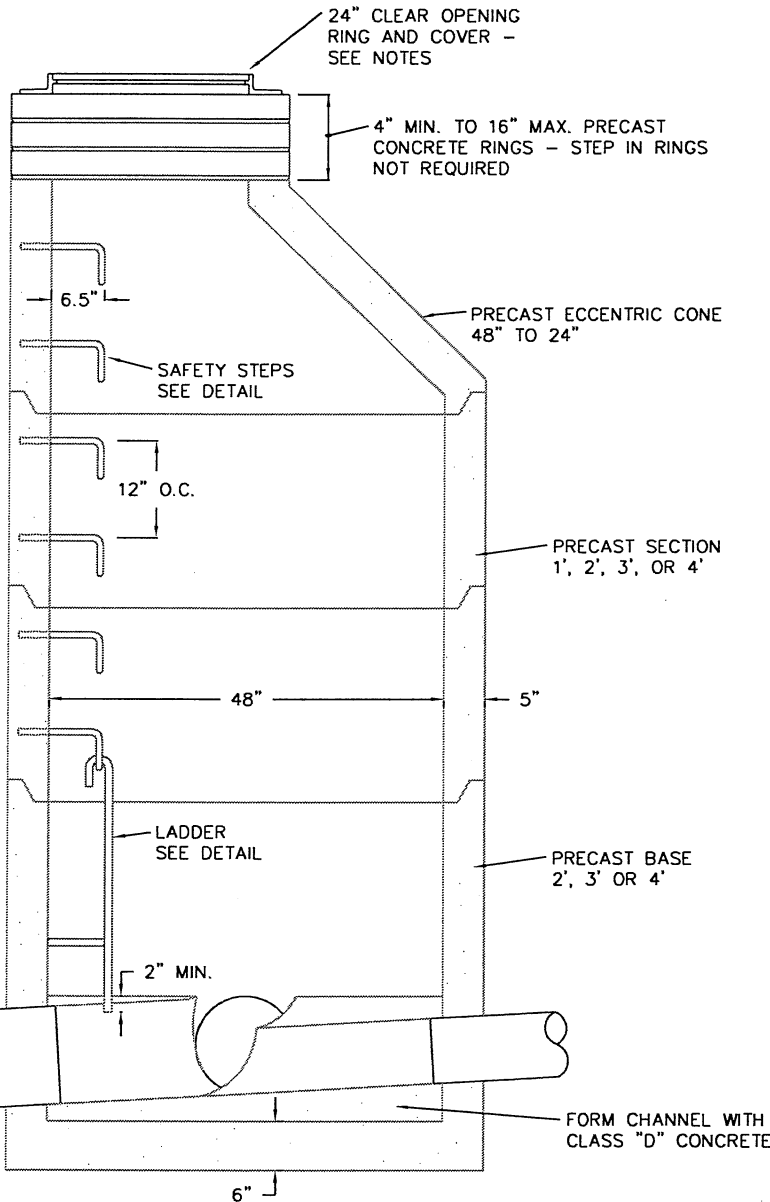 24" CLEAR OPENING
RING AND COVER –
SEE NOTES
4" MIN. TO 16" MAX. PRECAST
CONCRETE RINGS – STEP IN RINGS
NOT REQUIRED
6.5"
PRECAST ECCENTRIC CONE
48" TO 24"
SAFETY STEPS
SEE DETAIL
12" O.C.
PRECAST SECTION
1', 2', 3', OR 4'
48"
5"
LADDER
SEE DETAIL
PRECAST BASE
2', 3' OR 4'
2" MIN.
FORM CHANNEL WITH
CLASS "D" CONCRETE
6"